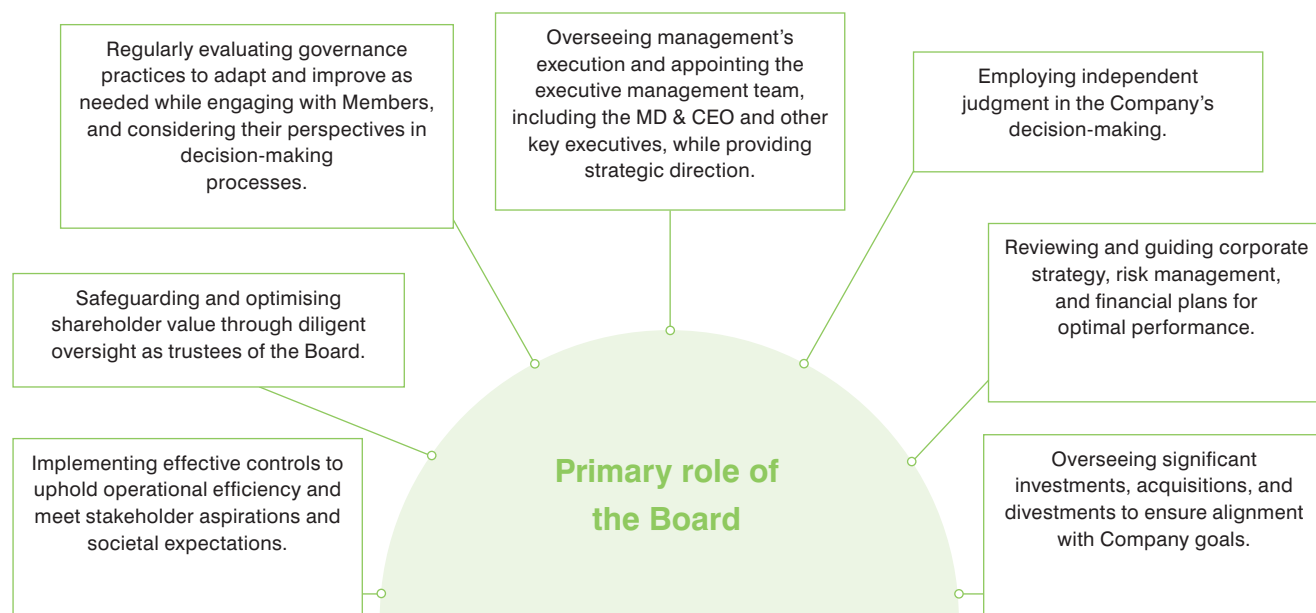 Regularly evaluating governance
practices to adapt and improve as
needed while engaging with Members,
and considering their perspectives in
decision-making
processes.
Overseeing management's
execution and appointing the
executive management team,
including the MD & CEO and other
key executives, while providing
strategic direction.
Employing independent
judgment in the Company's
decision-making.
Safeguarding and optimising
shareholder value through diligent
oversight as trustees of the Board.
Reviewing and guiding corporate
strategy, risk management,
and financial plans for
optimal performance.
Implementing effective controls to
uphold operational efficiency and
meet stakeholder aspirations and
societal expectations.
Primary role of
the Board
Overseeing significant
investments, acquisitions, and
divestments to ensure alignment
with Company goals.